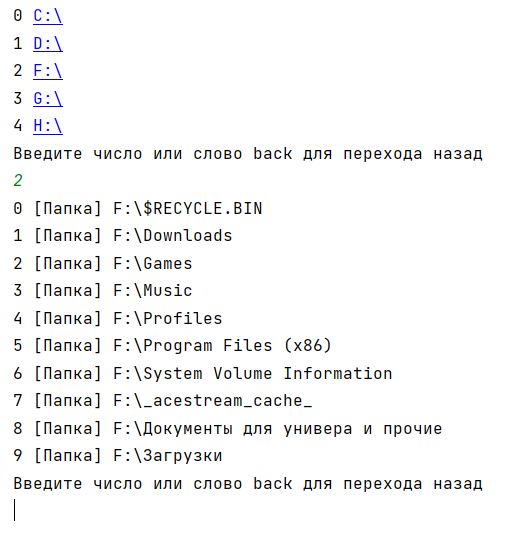 0 C:\
1 D:\
2 F:\
3 G:\
4 H:\
Введите число или слово back для перехода назад
2
0 [Папка] F:\$RECYCLE.BIN
1 [Папка] F:\Downloads
2 [Папка] F:\Games
3 [Папка] F:\Music
4 [Папка] F:\Profiles
5 [Папка] F:\Program Files (x86)
6 [Папка] F:\System Volume Information
7 [Папка] F:\_acestream_cache_
8 [Папка] F:\Документы для универа и прочие
9 [Папка] F:\Загрузки
Введите число или слово back для перехода назад